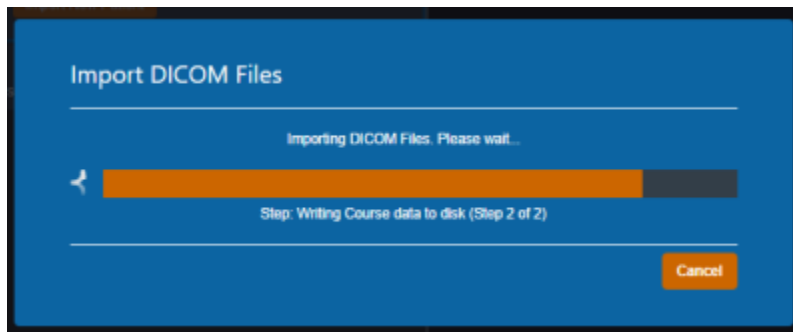 Import DICOM Files
Importing DICOM Files. Please wait...
Step: Writing Course data to disk (Step 2 of 2)
Cancel